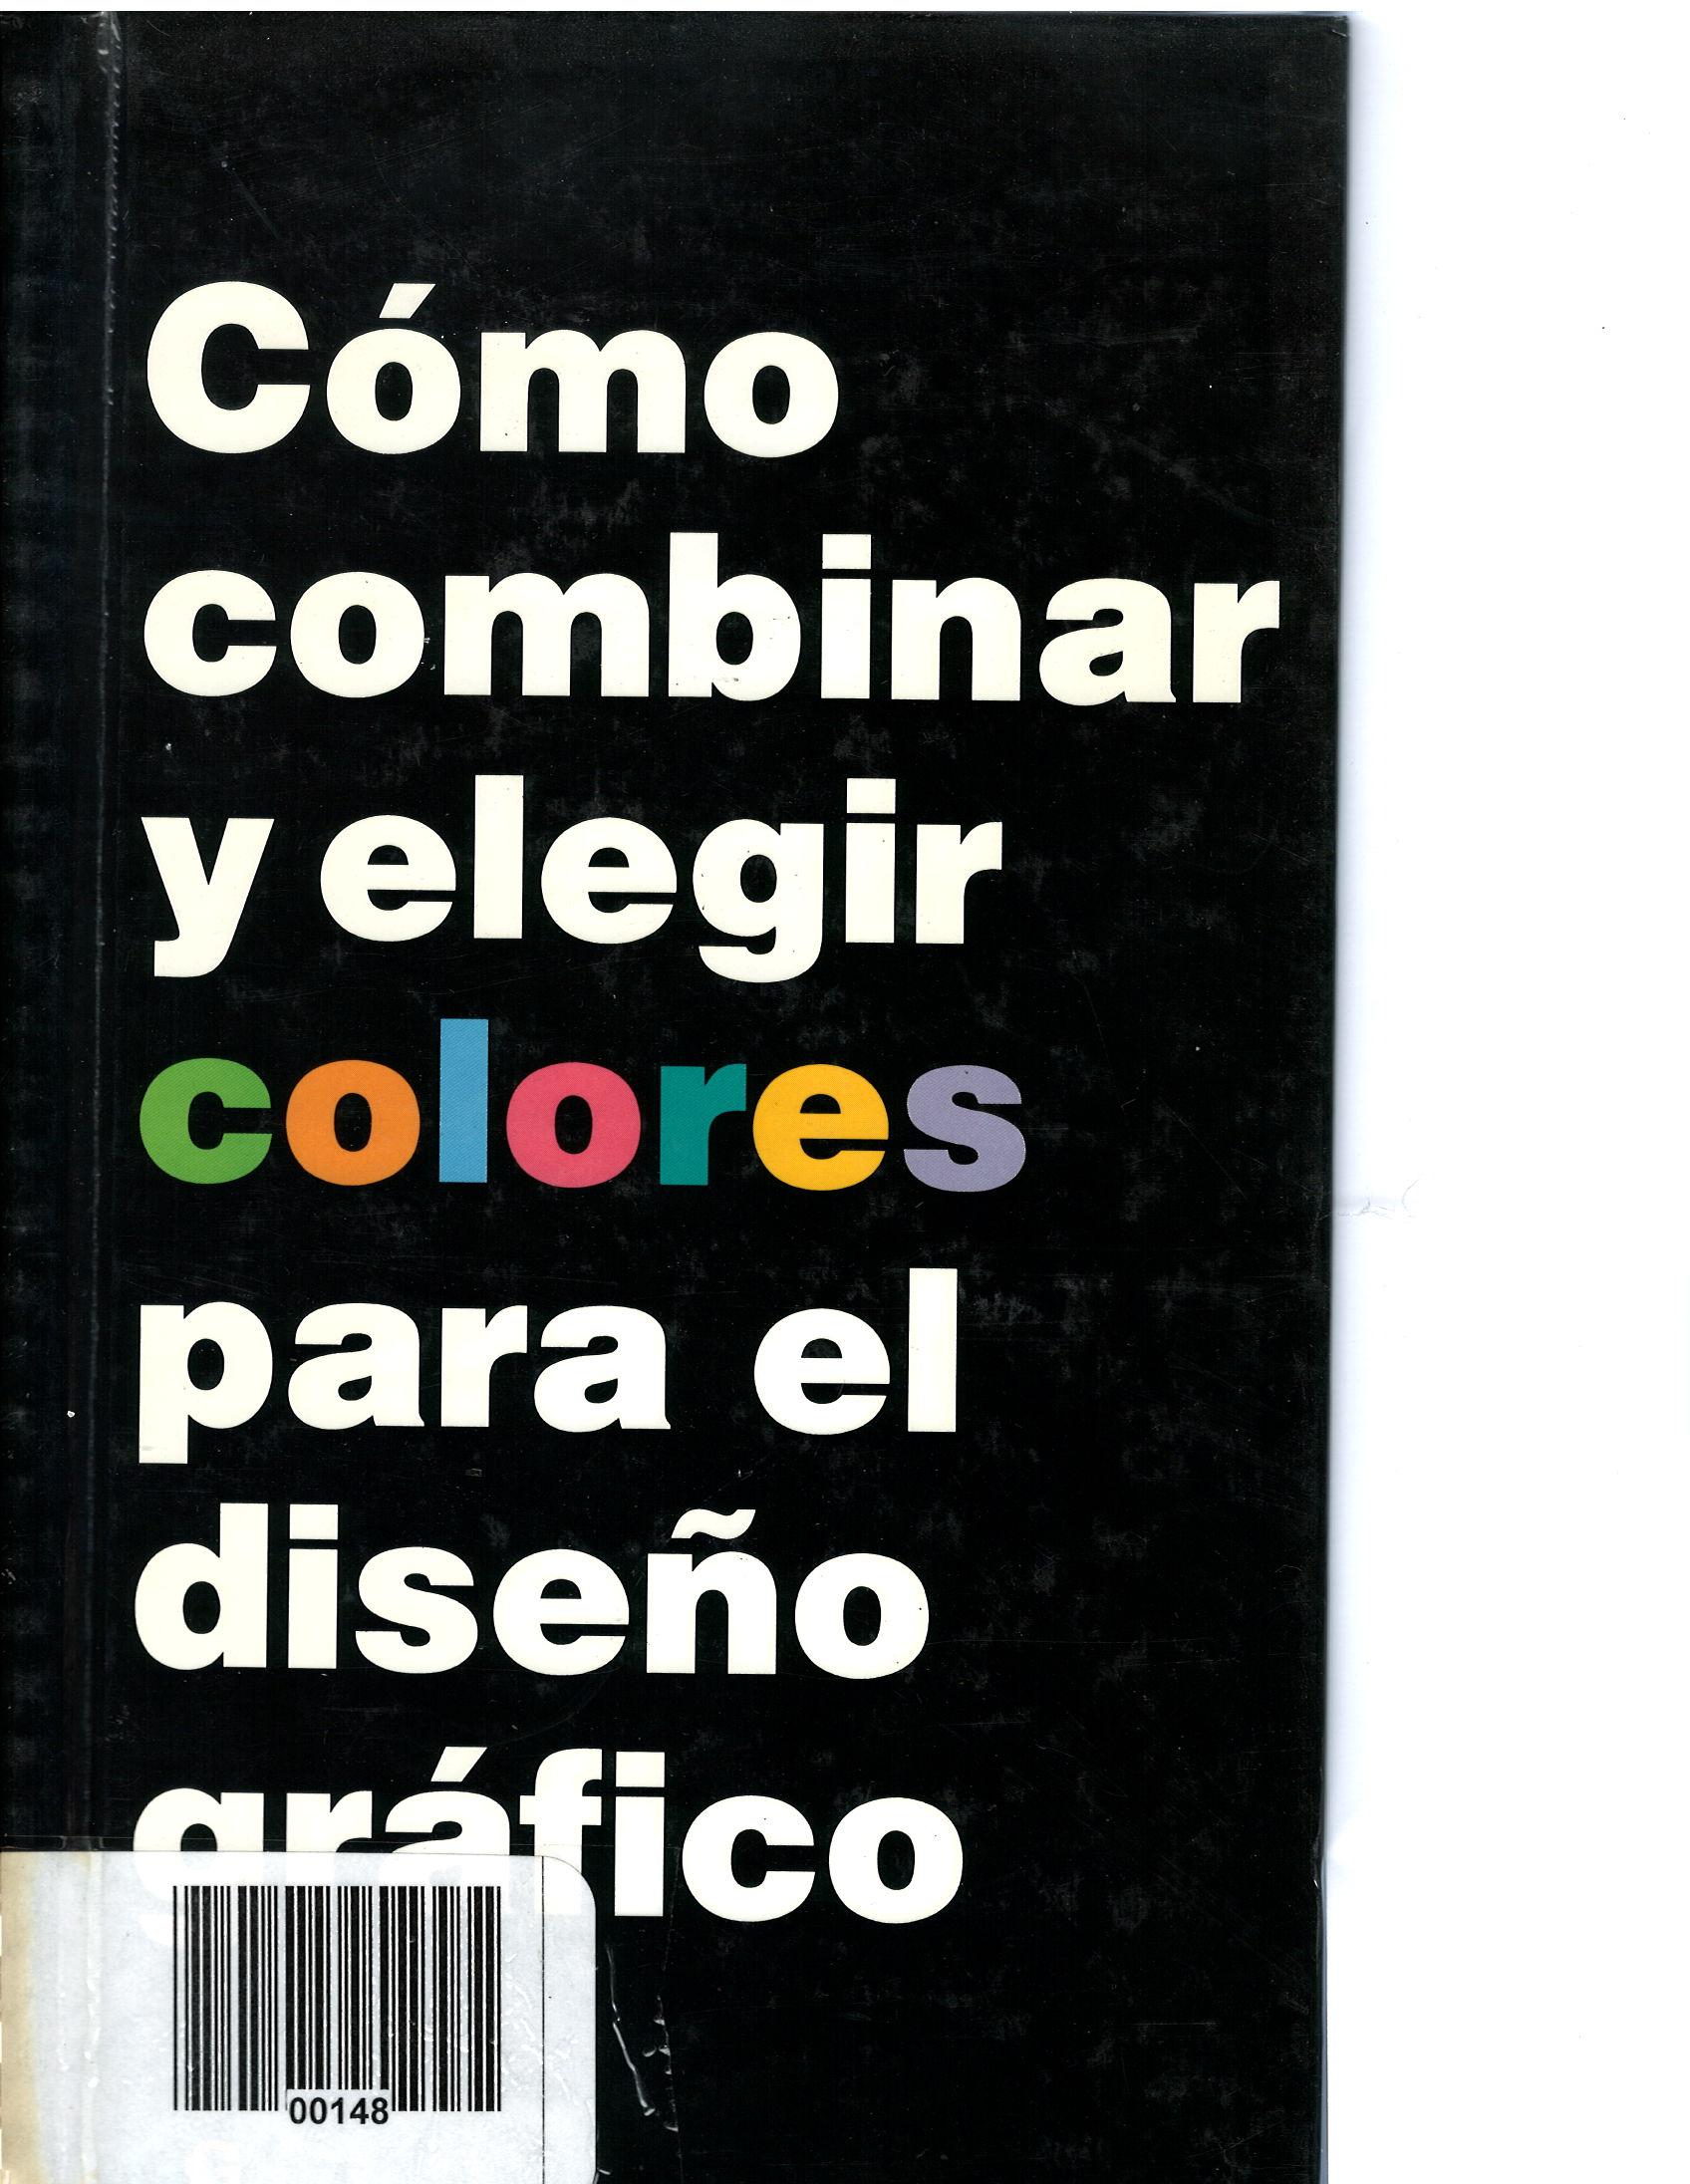 Cómo
combinar
y elegir
colores
para el
diseño
gráfico
00148